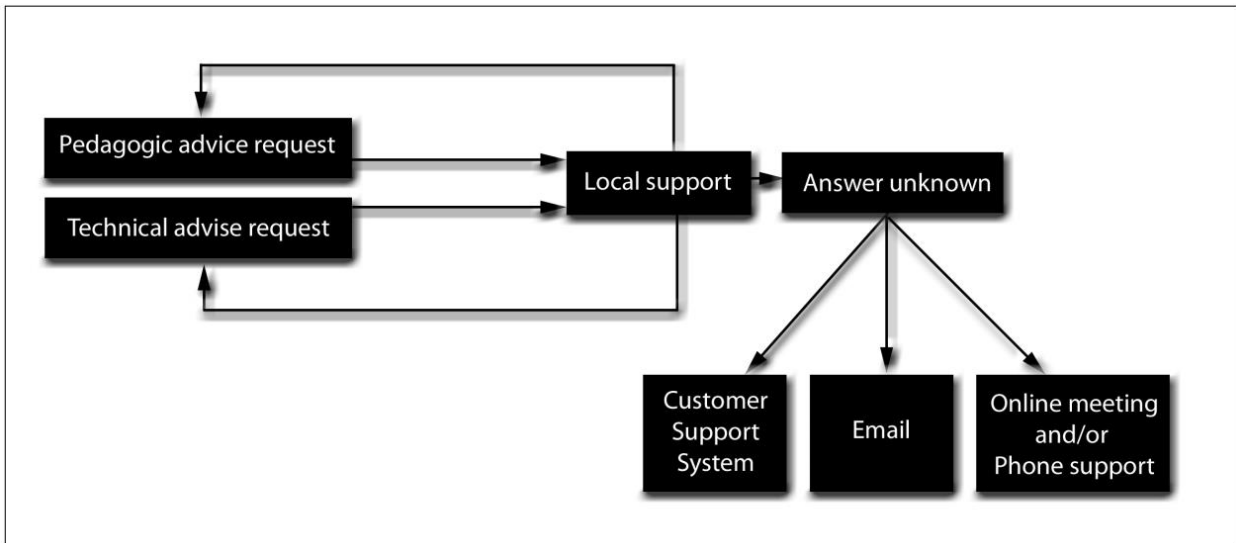 Pedagogic advice request
Technical advise request
Local support
Answer unknown
Customer
Support
System
Email
Online meeting
and/or
Phone support